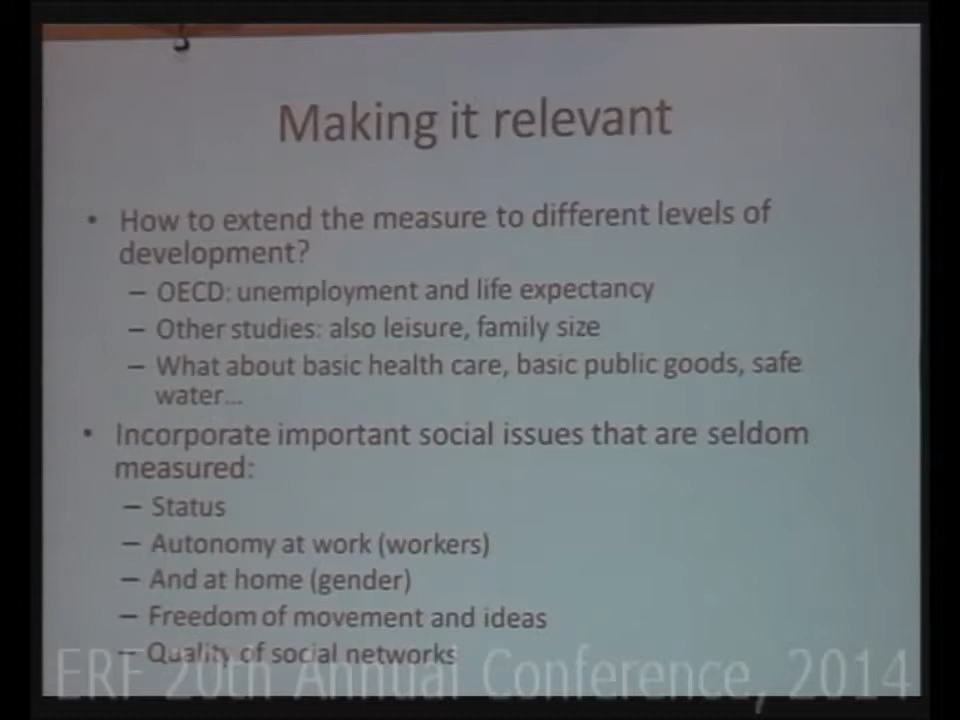 Making it relevant
• How to extend the measure to different levels of
development?
– OECD: unemployment and life expectancy
– Other studies: also leisure, family size
– What about basic health care, basic public goods, safe
water...
• Incorporate important social issues that are seldom
measured:
– Status
– Autonomy at work (workers)
– And at home (gender)
– Freedom of movement and ideas
– Quality of social networks
ERF 20th Annual Conference, 2014